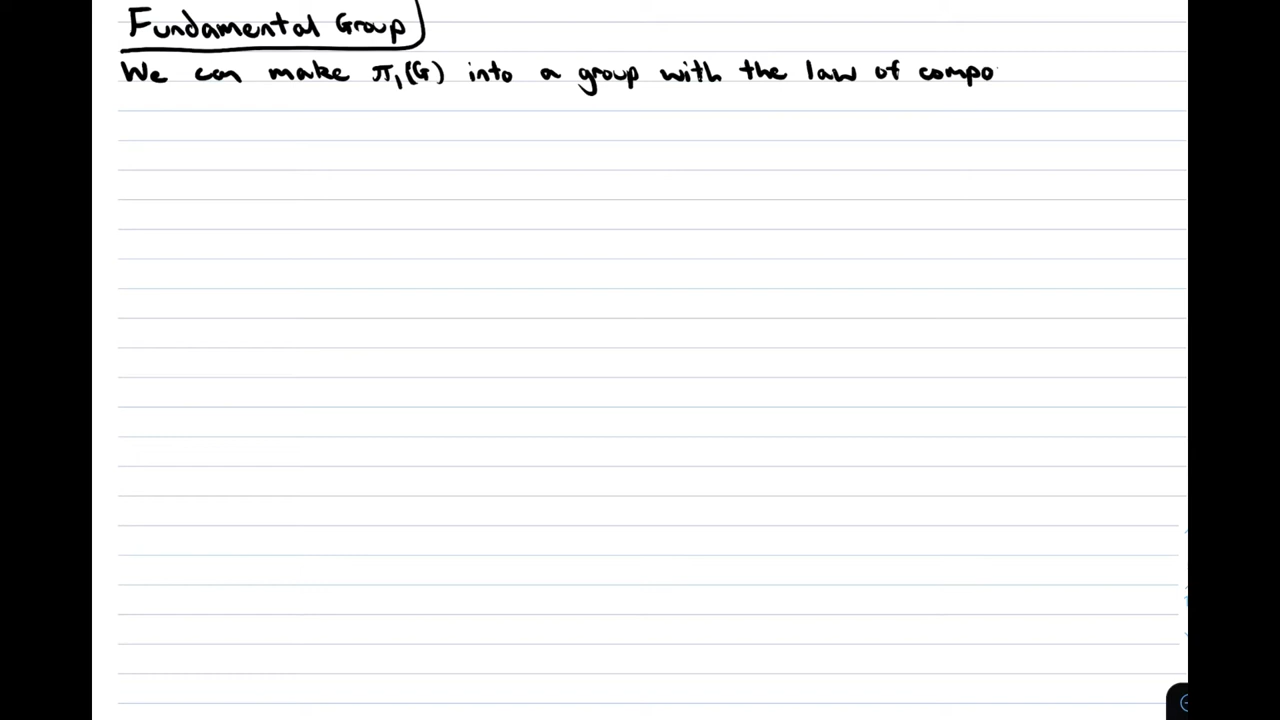 Fundamental Group
We can make π₁(G) into a group with the law of compo